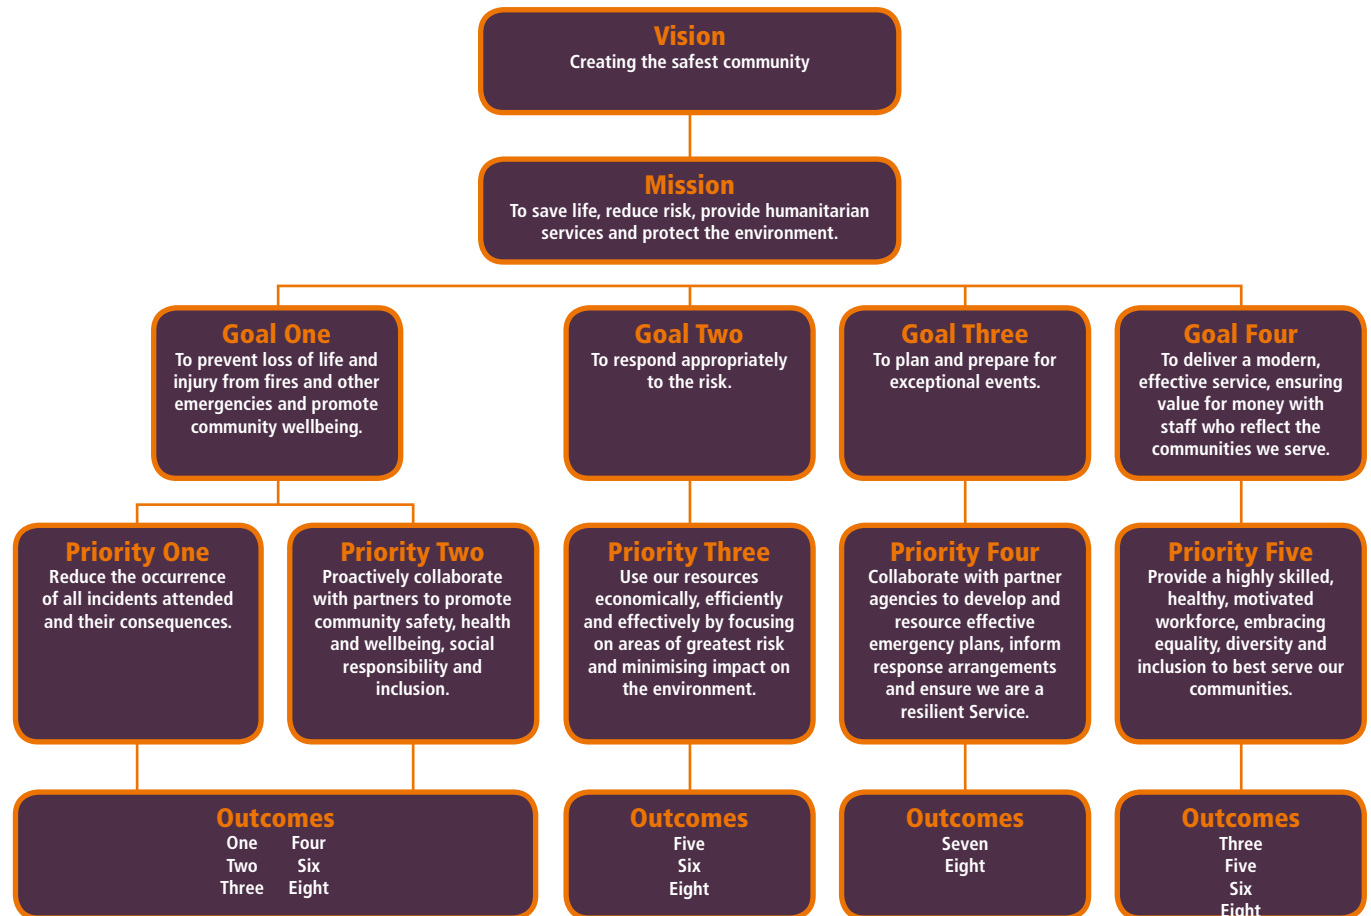 Vision
Creating the safest community
Mission
To save life, reduce risk, provide humanitarian
services and protect the environment.
Goal One
To prevent loss of life and
injury from fires and other
emergencies and promote
community wellbeing.
Goal Two
To respond appropriately
to the risk.
Goal Three
To plan and prepare for
exceptional events.
Goal Four
To deliver a modern,
effective service, ensuring
value for money with
staff who reflect the
communities we serve.
Priority One
Reduce the occurrence
of all incidents attended
and their consequences.
Priority Two
Proactively collaborate
with partners to promote
community safety, health
and wellbeing, social
responsibility and
inclusion.
Priority Three
Use our resources
economically, efficiently
and effectively by focusing
on areas of greatest risk
and minimising impact on
the environment.
Priority Four
Collaborate with partner
agencies to develop and
resource effective
emergency plans, inform
response arrangements
and ensure we are a
resilient Service.
Priority Five
Provide a highly skilled,
healthy, motivated
workforce, embracing
equality, diversity and
inclusion to best serve our
communities.
Outcomes
One Four
Two Six
Three Eight
Outcomes
Five
Six
Eight
Outcomes
Seven
Eight
Outcomes
Three
Five
Six
Eight